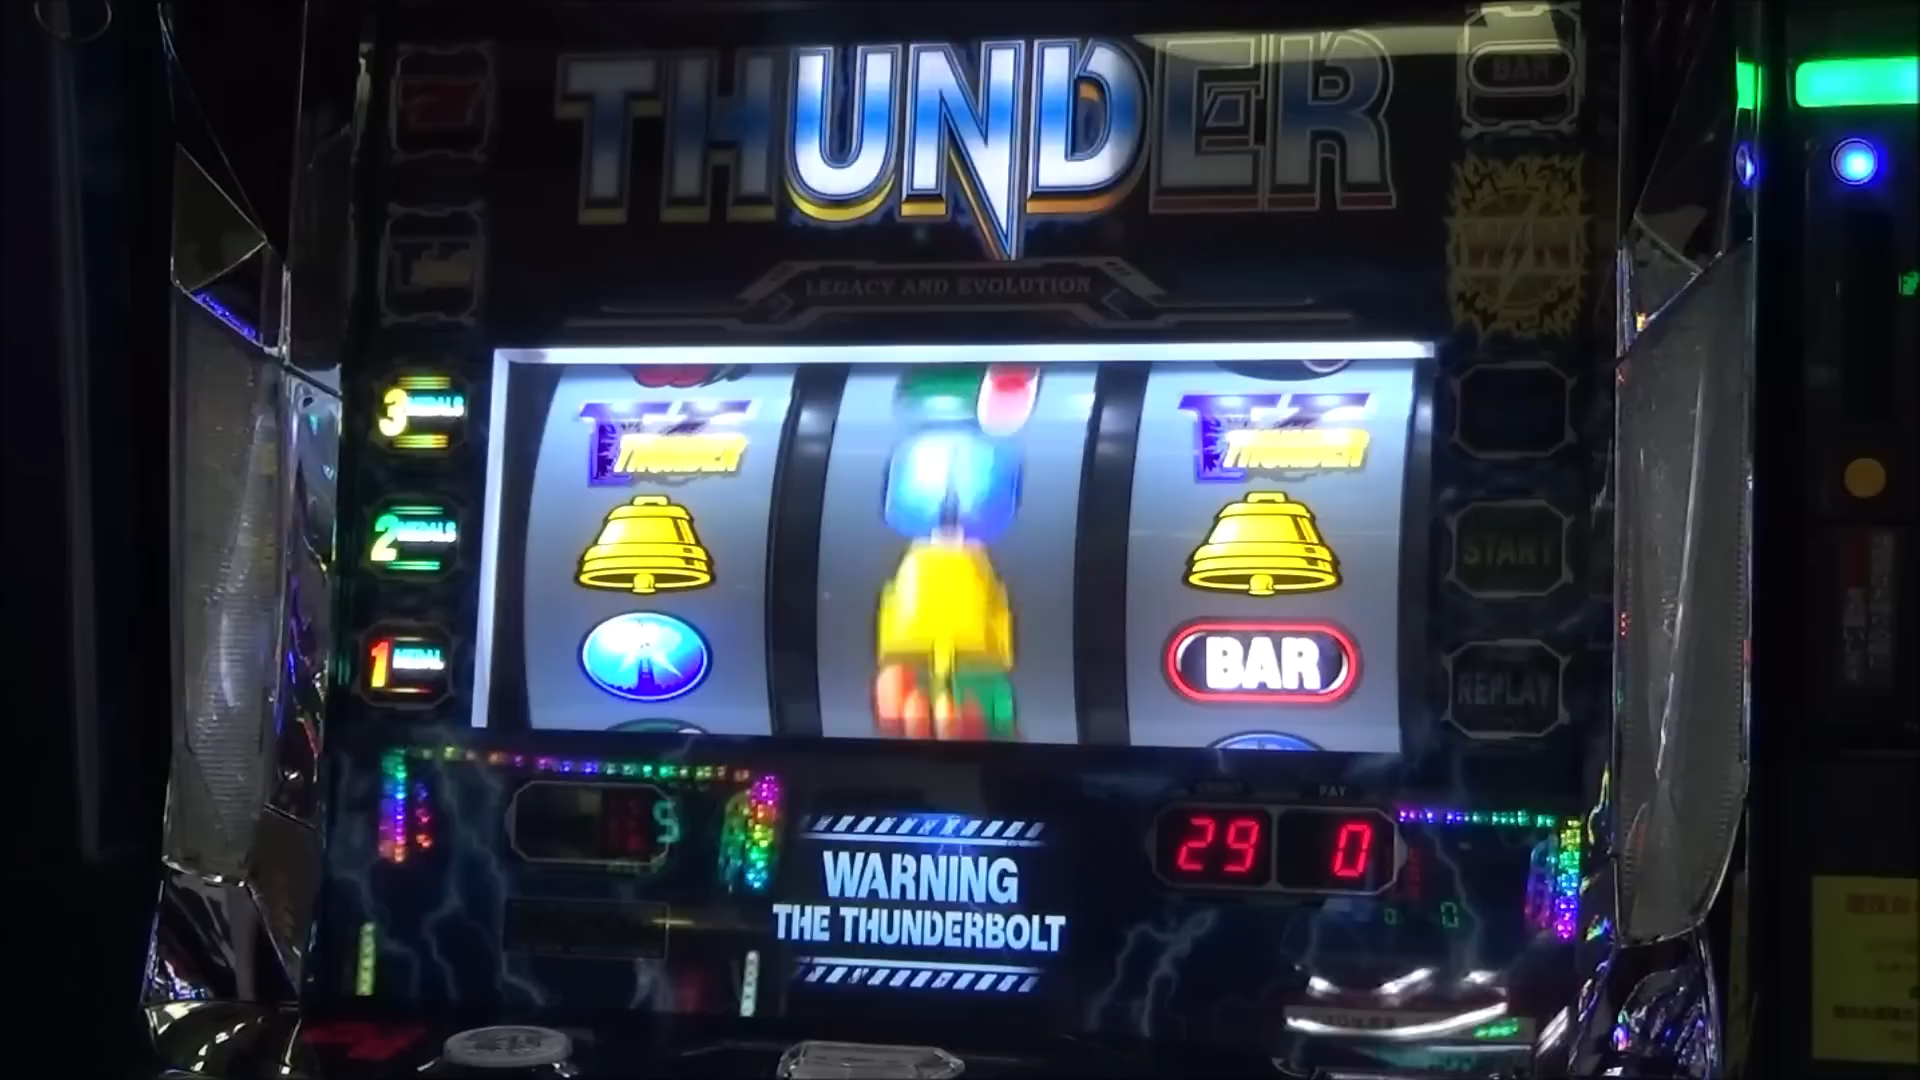 THUNDER
BAR
LEGACY AND EVOLUTION
3 MEDALS
THUNDER
THUNDER
2 MEDALS
START
1 MEDAL
BAR
REPLAY
PAY
29 0
WARNING
THE THUNDERBOLT